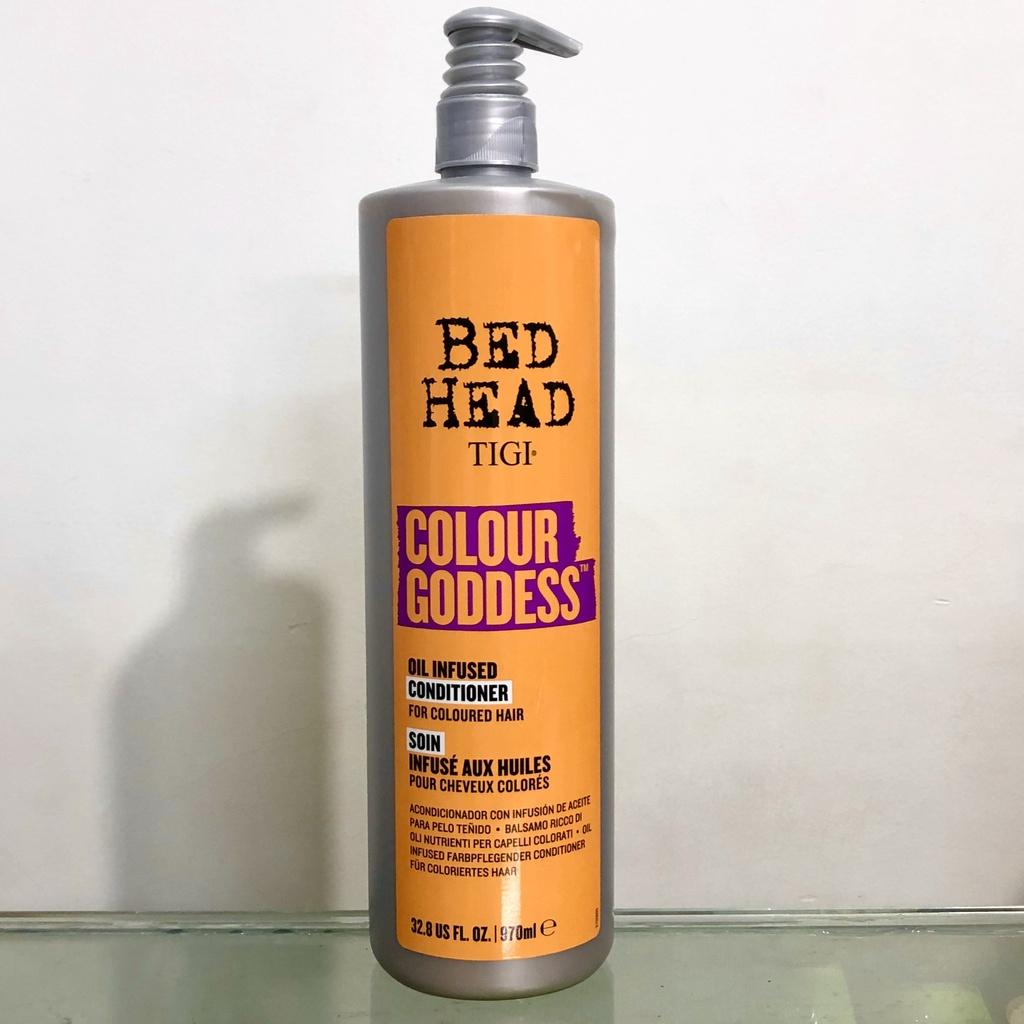 BED
HEAD
TIGI®
COLOUR
GODDESS™
OIL INFUSED
CONDITIONER
FOR COLOURED HAIR
SOIN
INFUSÉ AUX HUILES
POUR CHEVEUX COLORÉS
ACONDICIONADOR CON INFUSIÓN DE ACEITE
PARA PELO TEÑIDO • BALSAMO RICCO DI
OLI NUTRIENTI PER CAPELLI COLORATI • OIL
INFUSED FARBPFLEGENDER CONDITIONER
FÜR COLORIERTES HAAR
32.8 US FL. OZ. | 970ml ℮